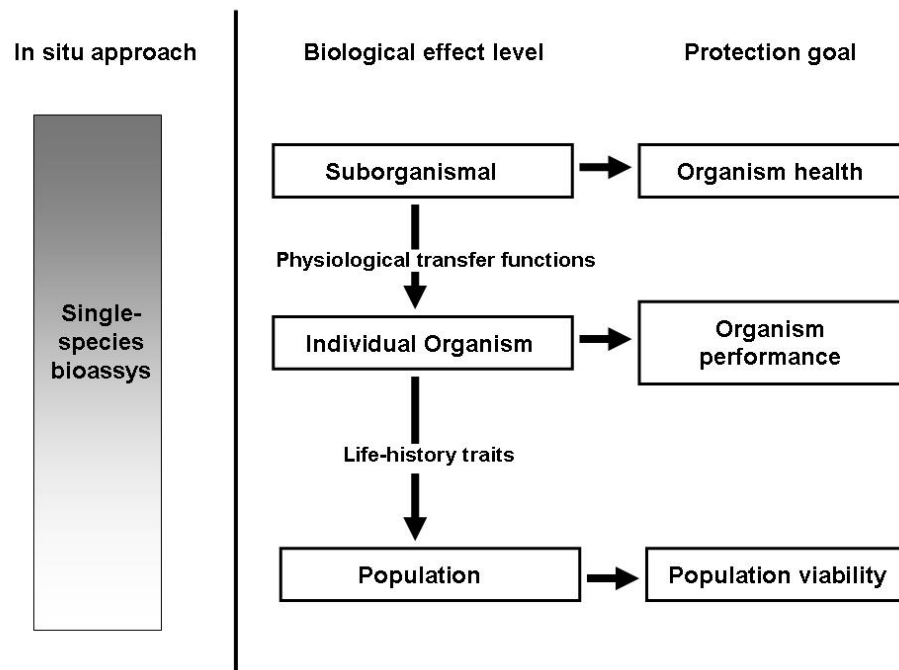 In situ approach
Biological effect level
Protection goal
Suborganismal
Organism health
Physiological transfer functions
Single-
species
bioassys
Individual Organism
Organism
performance
Life-history traits
Population
Population viability